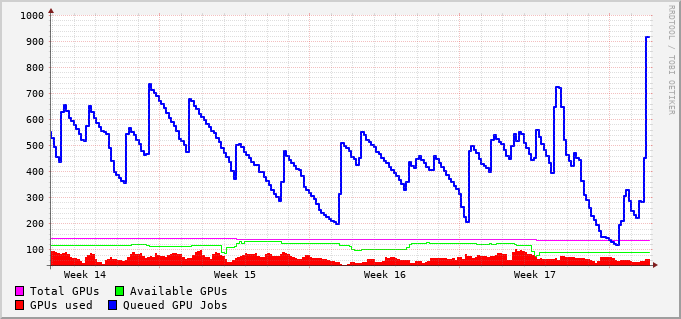 1000
900
800
700
600
500
400
300
200
100
Week 14 Week 15 Week 16 Week 17
Total GPUs Available GPUs
GPUs used Queued GPU Jobs
RRDTOOL / TOBI OETIKER